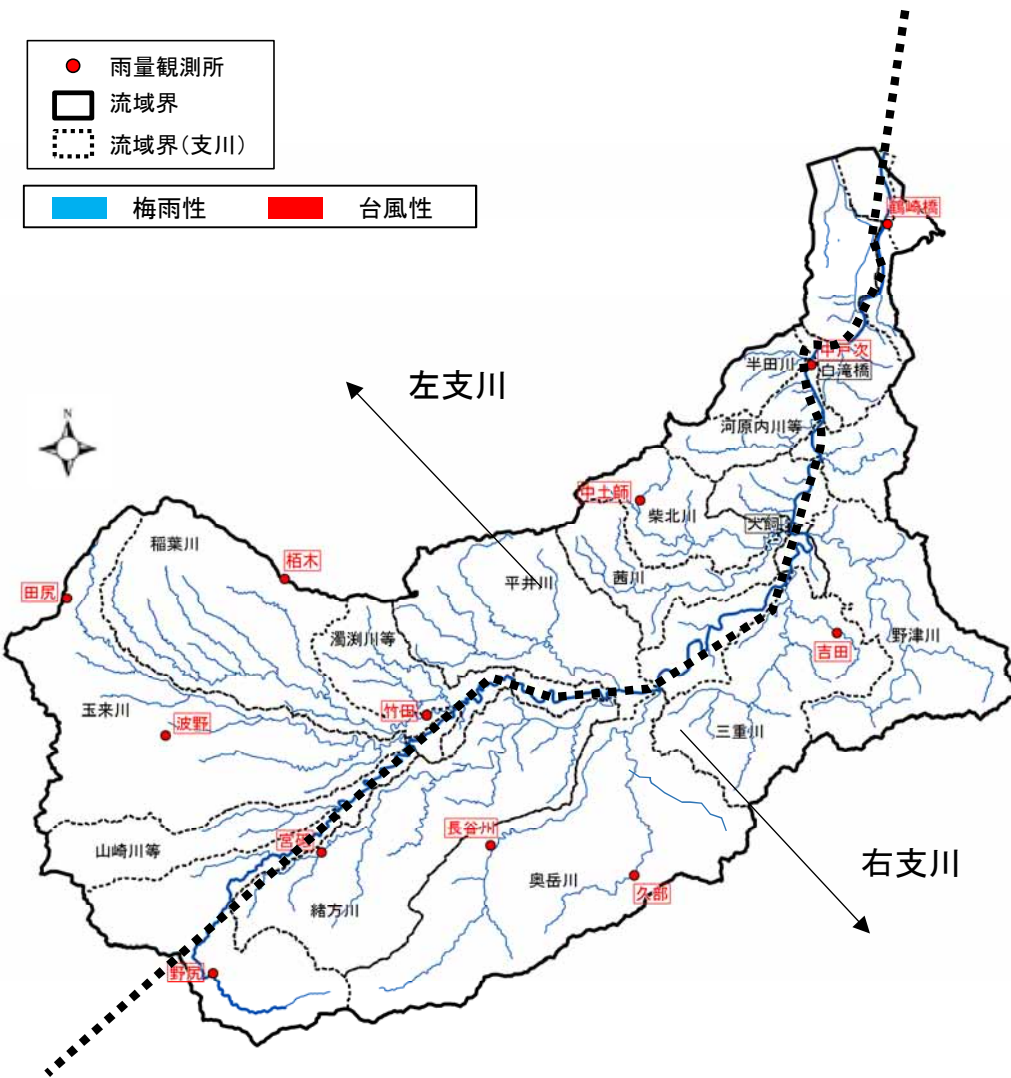 雨量観測所
流域界
流域界(支川)
梅雨性 台風性
鶴崎橋
中戸次
白滝橋
半田川
左支川
河原内川等
N
中土師
柴北川
犬飼
稲葉川
栢木
田尻
平井川
茜川
濁渕川等
吉田
野津川
玉来川
波野
竹田
三重川
山崎川等
長谷川
右支川
奥岳川
久部
緒方川
野尻